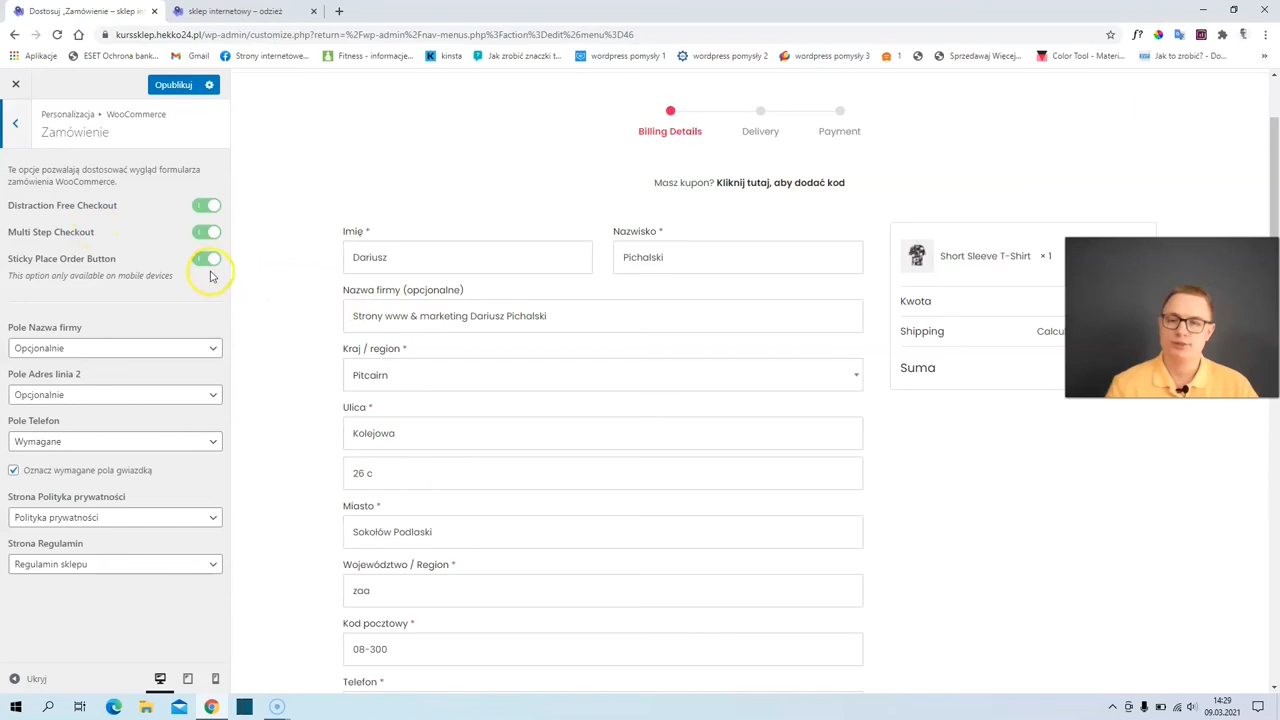 Dostosuj „Zamówienie – sklep int
sklep internetowy – odzież
kurssklep.hekko24.pl/wp-admin/customize.php?return=%2Fwp-admin%2Fnav-menus.php%3Faction%3Dedit%26menu%3D46
Aplikacje
ESET Ochrona bank...
Gmail
Strony internetowe...
Fitness - informacje...
kinsta
Jak zrobić znaczki t...
wordpress pomysły 1
wordpress pomysły 2
wordpress pomysły 3
1
Sprzedawaj Więcej...
Color Tool - Materi...
Jak to zrobić? - Do...
Opublikuj
Personalizacja • WooCommerce
Zamówienie
Te opcje pozwalają dostosować wygląd formularza
zamówienia WooCommerce.
Distraction Free Checkout
Multi Step Checkout
Sticky Place Order Button
This option only available on mobile devices
Pole Nazwa firmy
Opcjonalnie
Pole Adres linia 2
Opcjonalnie
Pole Telefon
Wymagane
Oznacz wymagane pola gwiazdką
Strona Polityka prywatności
Polityka prywatności
Strona Regulamin
Regulamin sklepu
Ukryj
Billing Details
Delivery
Payment
Masz kupon? Kliknij tutaj, aby dodać kod
Imię *
Nazwisko *
Dariusz
Pichalski
Nazwa firmy (opcjonalne)
Strony www & marketing Dariusz Pichalski
Kraj / region *
Pitcairn
Ulica *
Kolejowa
26 c
Miasto *
Sokołów Podlaski
Województwo / Region *
zaa
Kod pocztowy *
08-300
Telefon *
Short Sleeve T-Shirt × 1
Kwota
Shipping
Calcu
Suma
14:29
09.03.2021